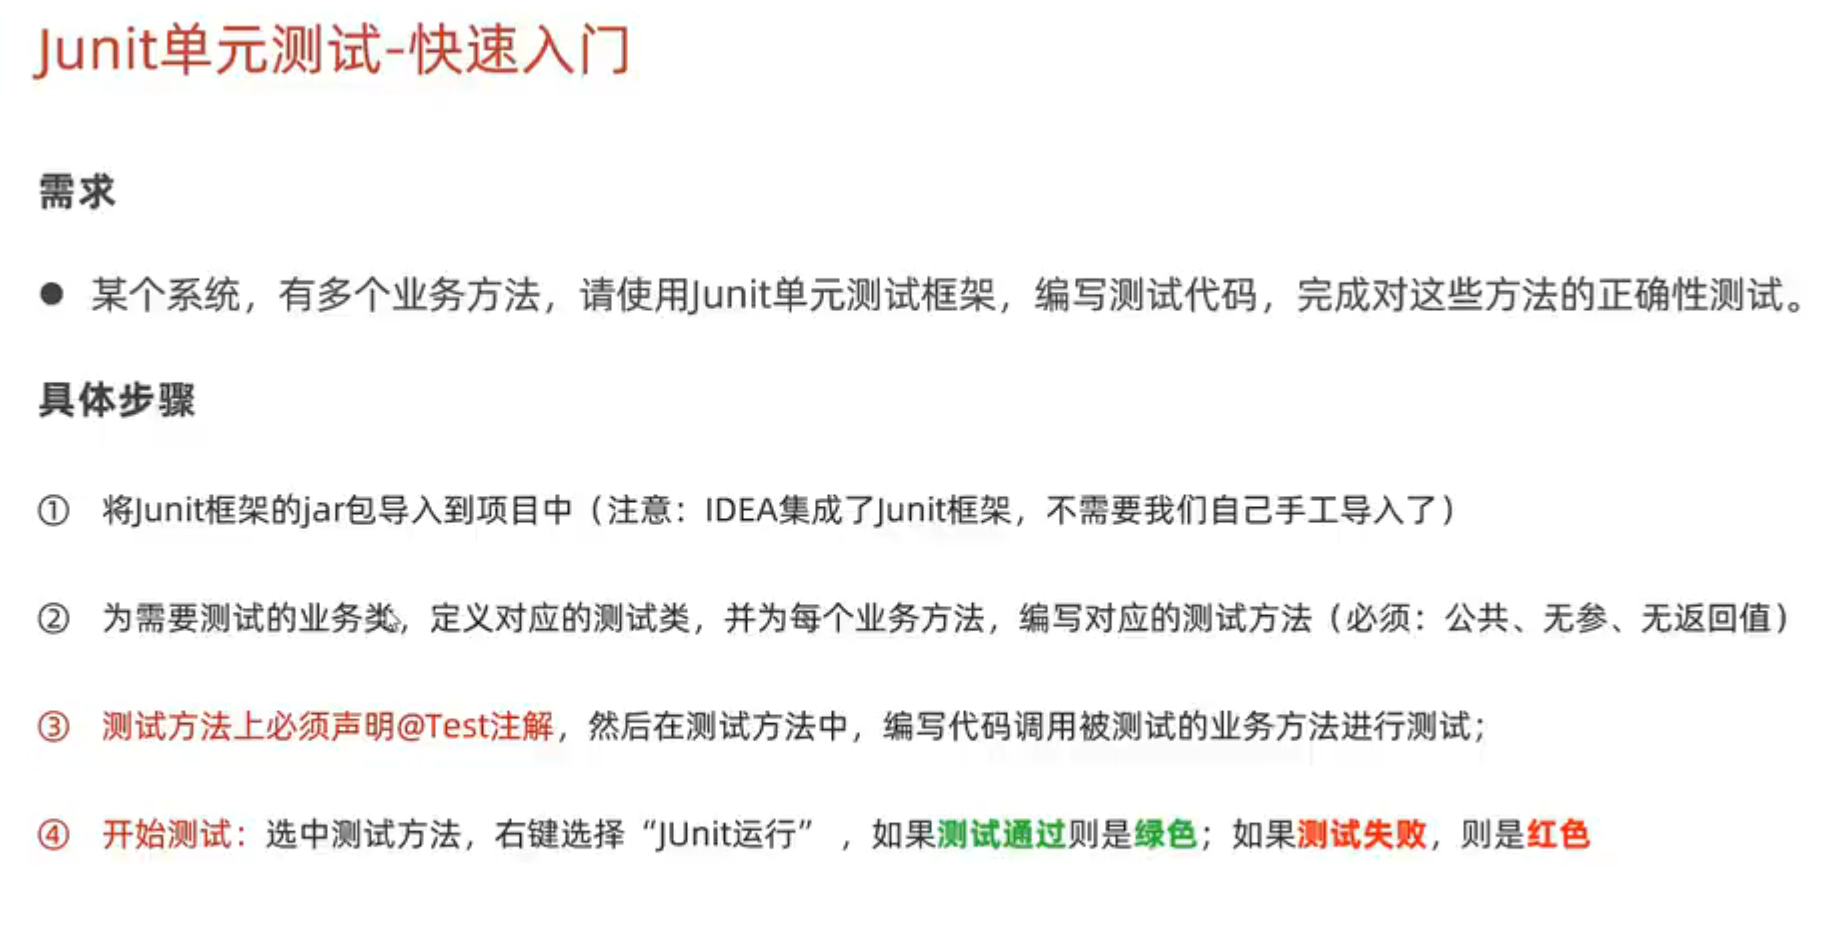 Junit单元测试-快速入门
需求
● 某个系统，有多个业务方法，请使用Junit单元测试框架，编写测试代码，完成对这些方法的正确性测试。
具体步骤
① 将Junit框架的jar包导入到项目中（注意：IDEA集成了Junit框架，不需要我们自己手工导入了）
② 为需要测试的业务类，定义对应的测试类，并为每个业务方法，编写对应的测试方法（必须：公共、无参、无返回值）
③ 测试方法上必须声明@Test注解，然后在测试方法中，编写代码调用被测试的业务方法进行测试；
④ 开始测试：选中测试方法，右键选择“JUnit运行” ，如果测试通过则是绿色；如果测试失败，则是红色